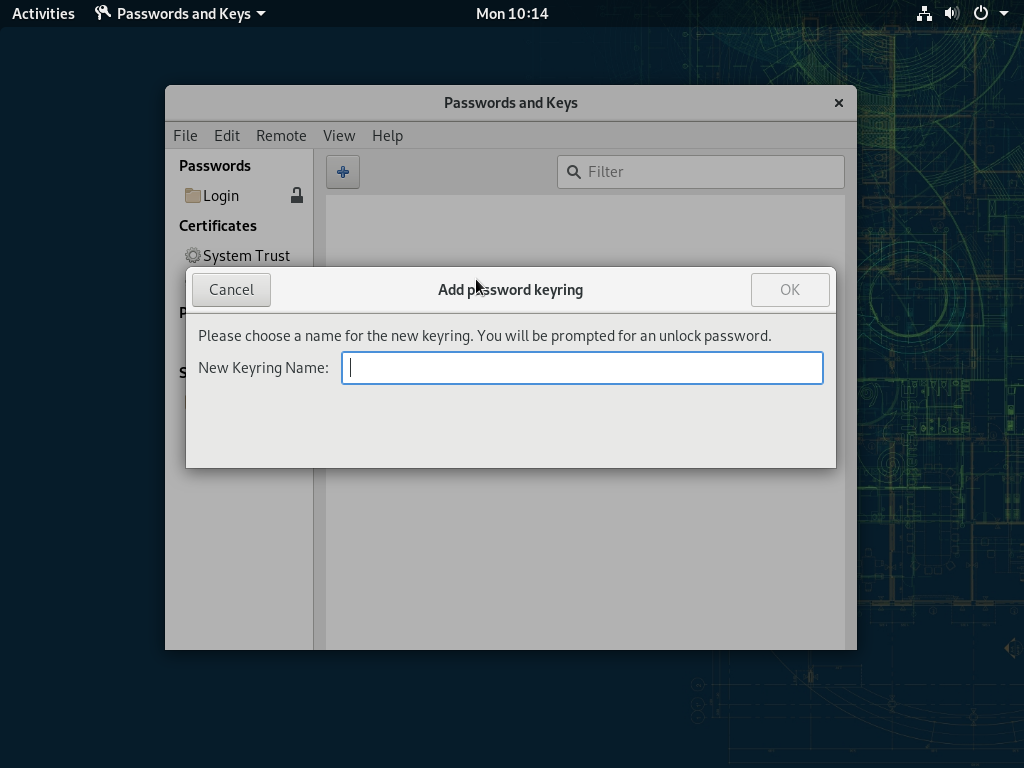 Activities Passwords and Keys Mon 10:14
Passwords and Keys
File Edit Remote View Help
Passwords
Login
Filter
Certificates
System Trust
Cancel Add password keyring OK
Please choose a name for the new keyring. You will be prompted for an unlock password.
New Keyring Name: